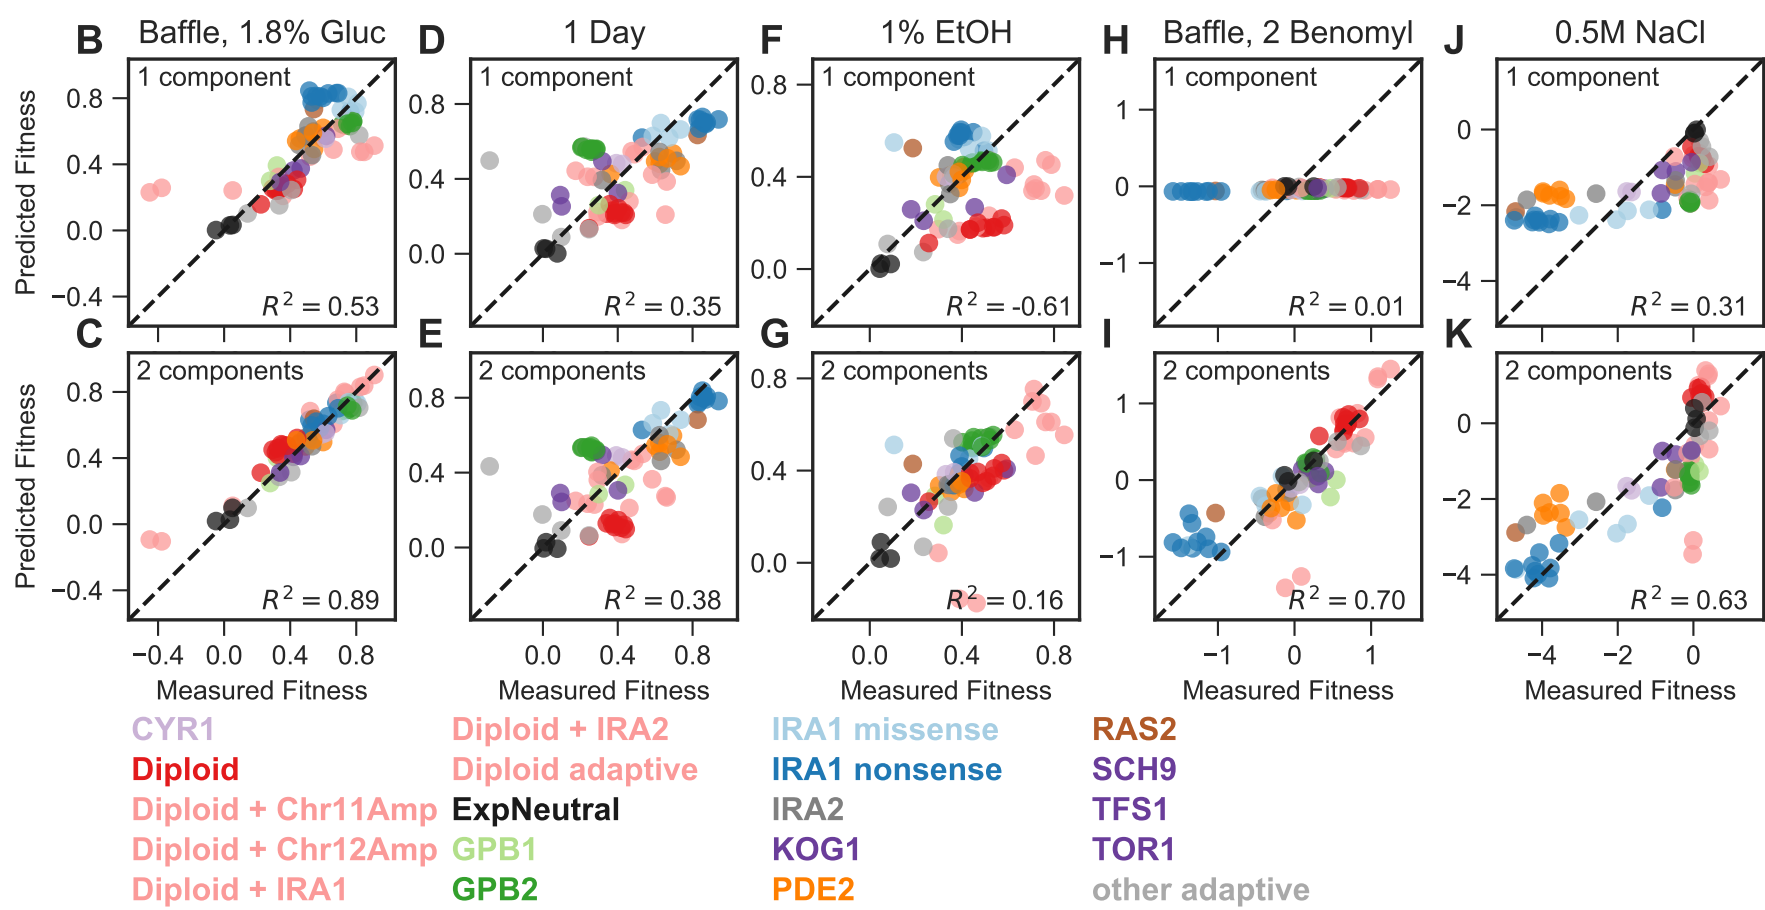 B Baffle, 1.8% Gluc D 1 Day F 1% EtOH H Baffle, 2 Benomyl J 0.5M NaCl
1 component 1 component 1 component 1 component 1 component
Predicted Fitness
0.8 0.4 0.0 −0.4
0.8 0.4 0.0
0.8 0.4 0.0
1 0 −1
0 −2 −4
R² = 0.53 R² = 0.35 R² = -0.61 R² = 0.01 R² = 0.31
C E G I K
2 components 2 components 2 components 2 components 2 components
Predicted Fitness
0.8 0.4 0.0 −0.4
0.8 0.4 0.0
0.8 0.4 0.0
1 0 −1
0 −2 −4
R² = 0.89 R² = 0.38 R² = 0.16 R² = 0.70 R² = 0.63
−0.4 0.0 0.4 0.8 0.0 0.4 0.8 0.0 0.4 0.8 −1 0 1 −4 −2 0
Measured Fitness Measured Fitness Measured Fitness Measured Fitness Measured Fitness
CYR1 Diploid + IRA2 IRA1 missense RAS2
Diploid Diploid adaptive IRA1 nonsense SCH9
Diploid + Chr11Amp ExpNeutral IRA2 TFS1
Diploid + Chr12Amp GPB1 KOG1 TOR1
Diploid + IRA1 GPB2 PDE2 other adaptive